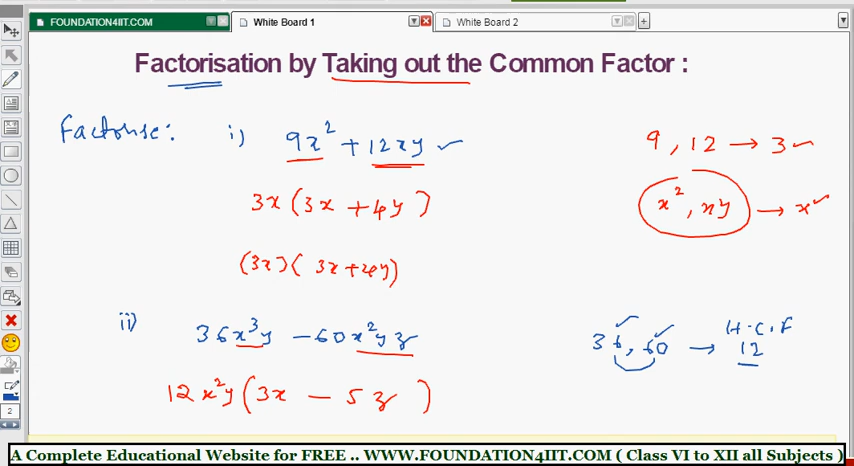 FOUNDATION4IIT.COM White Board 1 White Board 2
Factorisation by Taking out the Common Factor :
Factorise: i) 9x² + 12xy ✓ 9, 12 → 3 ✓
3x(3x + 4y) x², xy → x ✓
(3x)(3x+4y)
ii) 36x³y − 60x²yz 36, 60 → H.C.F 12
12x²y(3x − 5z)
2
A Complete Educational Website for FREE .. WWW.FOUNDATION4IIT.COM ( Class VI to XII all Subjects )